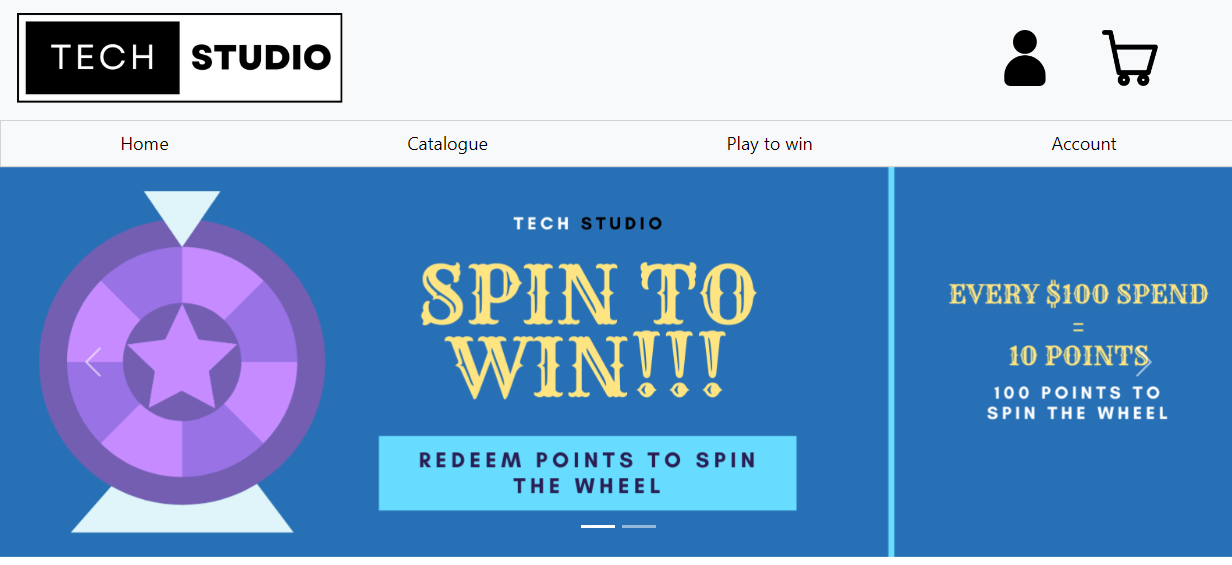 TECH STUDIO
Home Catalogue Play to win Account
TECH STUDIO
SPIN TO
WIN!!!
REDEEM POINTS TO SPIN
THE WHEEL
EVERY $100 SPEND
=
10 POINTS
100 POINTS TO
SPIN THE WHEEL